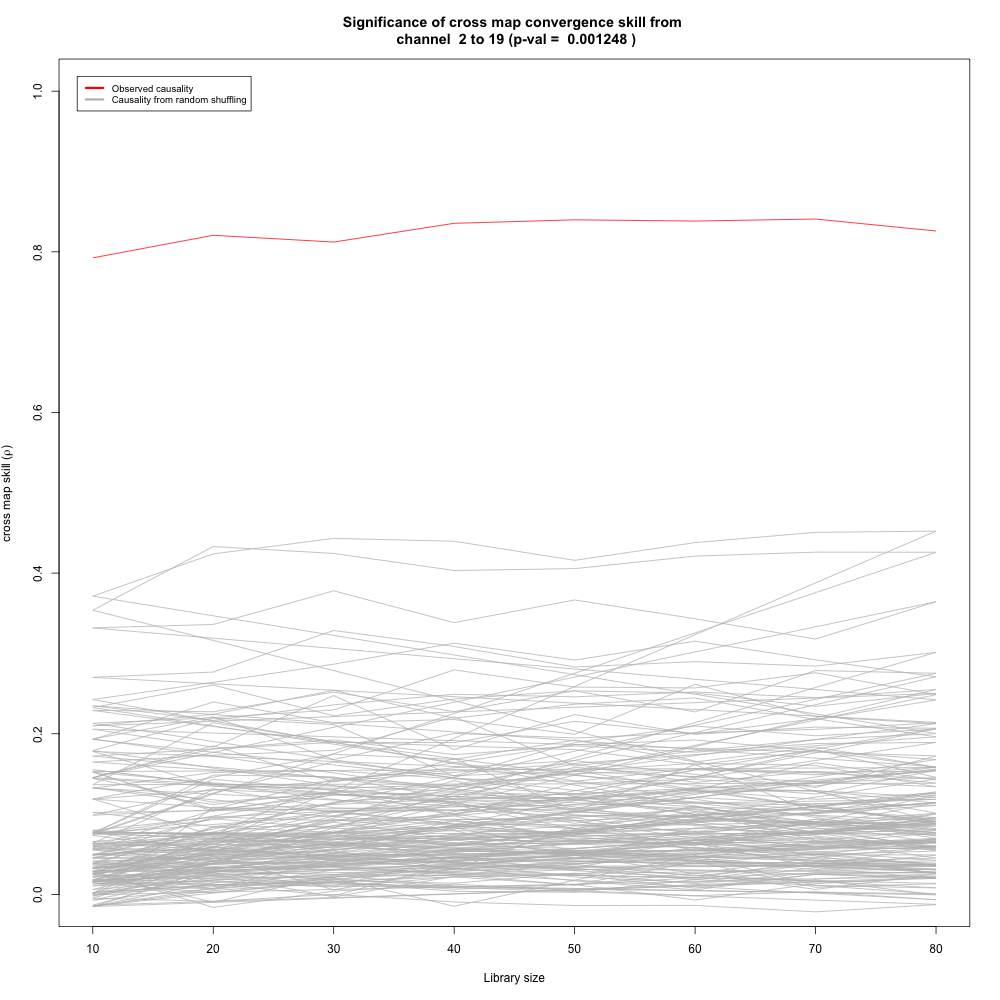 Significance of cross map convergence skill from
channel 2 to 19 (p-val = 0.001248 )
Observed causality
Causality from random shuffling
cross map skill (ρ)
1.0
0.8
0.6
0.4
0.2
0.0
10 20 30 40 50 60 70 80
Library size